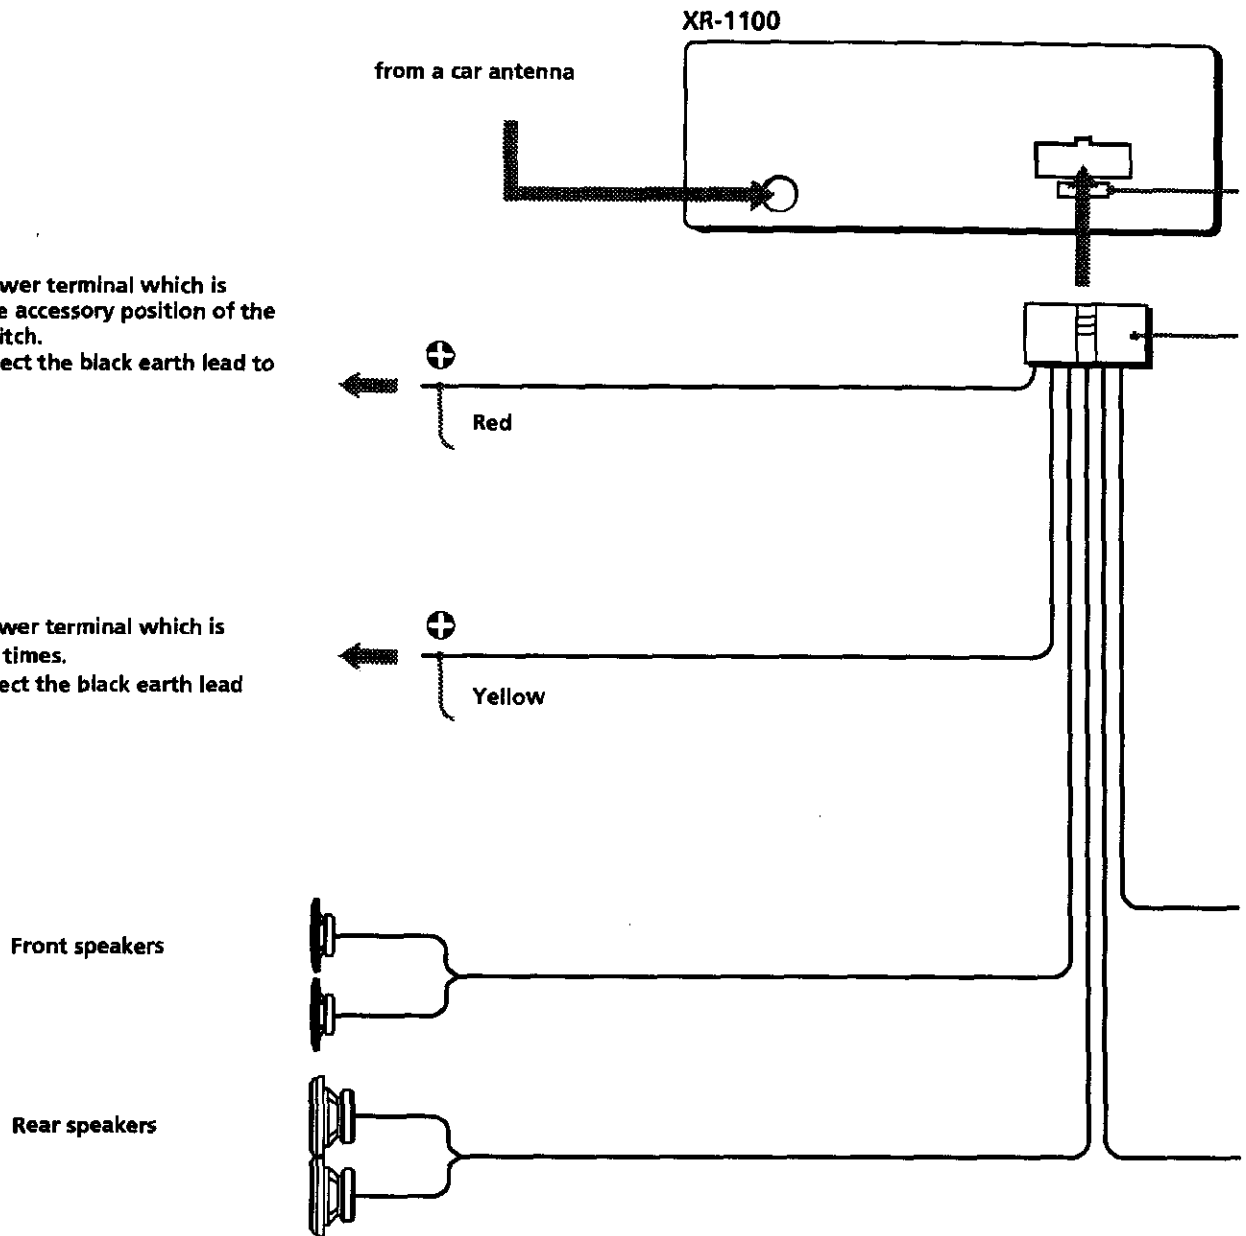 XR-1100
from a car antenna
wer terminal which is
e accessory position of the
itch.
ect the black earth lead to
Red
wer terminal which is
times.
ect the black earth lead
Yellow
Front speakers
Rear speakers